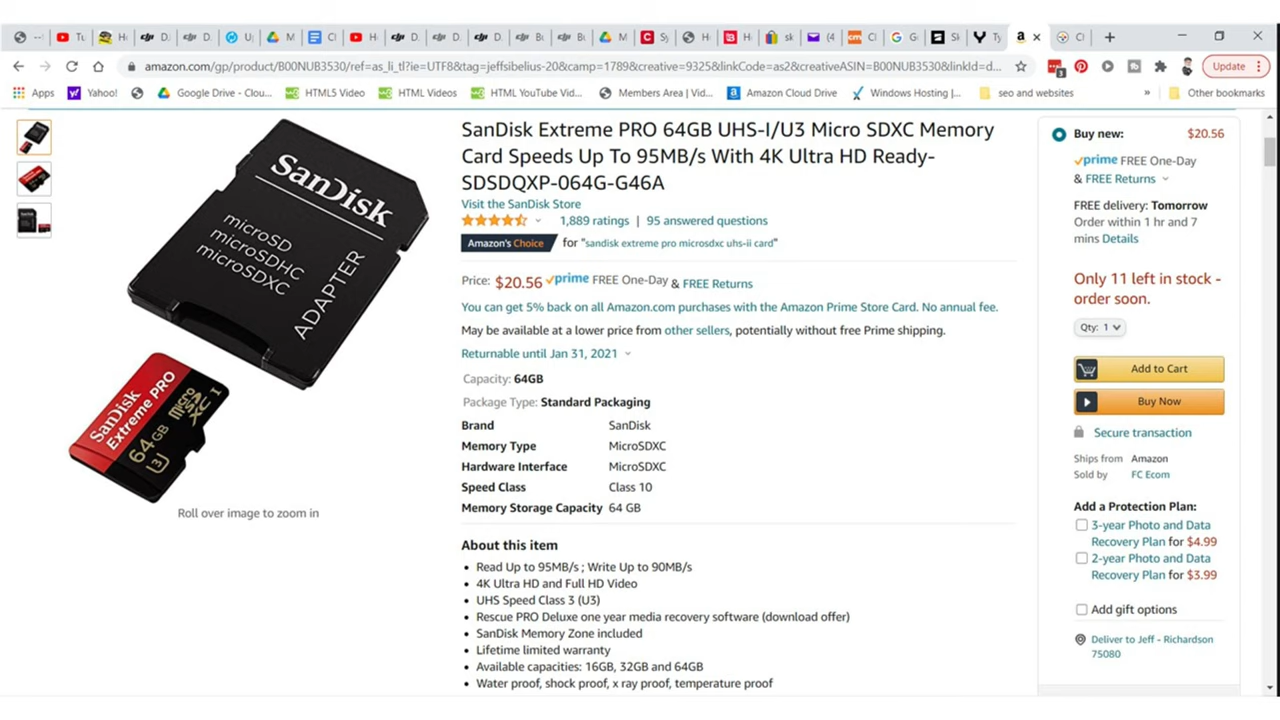 Update
amazon.com/gp/product/B00NUB3530/ref=as_li_tl?ie=UTF8&tag=jeffsibelius-20&camp=1789&creative=9325&linkCode=as2&creativeASIN=B00NUB3530&linkId=d...
Apps Yahoo! Google Drive - Clou... HTML5 Video HTML Videos HTML YouTube Vid... Members Area | Vid... Amazon Cloud Drive Windows Hosting |... seo and websites » Other bookmarks
SanDisk
microSD
microSDHC
microSDXC
ADAPTER
SanDisk
Extreme PRO
64GB
micro SDXC I
3
Roll over image to zoom in
SanDisk Extreme PRO 64GB UHS-I/U3 Micro SDXC Memory
Card Speeds Up To 95MB/s With 4K Ultra HD Ready-
SDSDQXP-064G-G46A
Visit the SanDisk Store
1,889 ratings | 95 answered questions
Amazon's Choice for "sandisk extreme pro microsdxc uhs-ii card"
Price: $20.56 prime FREE One-Day & FREE Returns
You can get 5% back on all Amazon.com purchases with the Amazon Prime Store Card. No annual fee.
May be available at a lower price from other sellers, potentially without free Prime shipping.
Returnable until Jan 31, 2021
Capacity: 64GB
Package Type: Standard Packaging
Brand SanDisk
Memory Type MicroSDXC
Hardware Interface MicroSDXC
Speed Class Class 10
Memory Storage Capacity 64 GB
About this item
• Read Up to 95MB/s ; Write Up to 90MB/s
• 4K Ultra HD and Full HD Video
• UHS Speed Class 3 (U3)
• Rescue PRO Deluxe one year media recovery software (download offer)
• SanDisk Memory Zone included
• Lifetime limited warranty
• Available capacities: 16GB, 32GB and 64GB
• Water proof, shock proof, x ray proof, temperature proof
Buy new: $20.56
prime FREE One-Day
& FREE Returns
FREE delivery: Tomorrow
Order within 1 hr and 7
mins Details
Only 11 left in stock -
order soon.
Qty: 1
Add to Cart
Buy Now
Secure transaction
Ships from Amazon
Sold by FC Ecom
Add a Protection Plan:
3-year Photo and Data
Recovery Plan for $4.99
2-year Photo and Data
Recovery Plan for $3.99
Add gift options
Deliver to Jeff - Richardson
75080